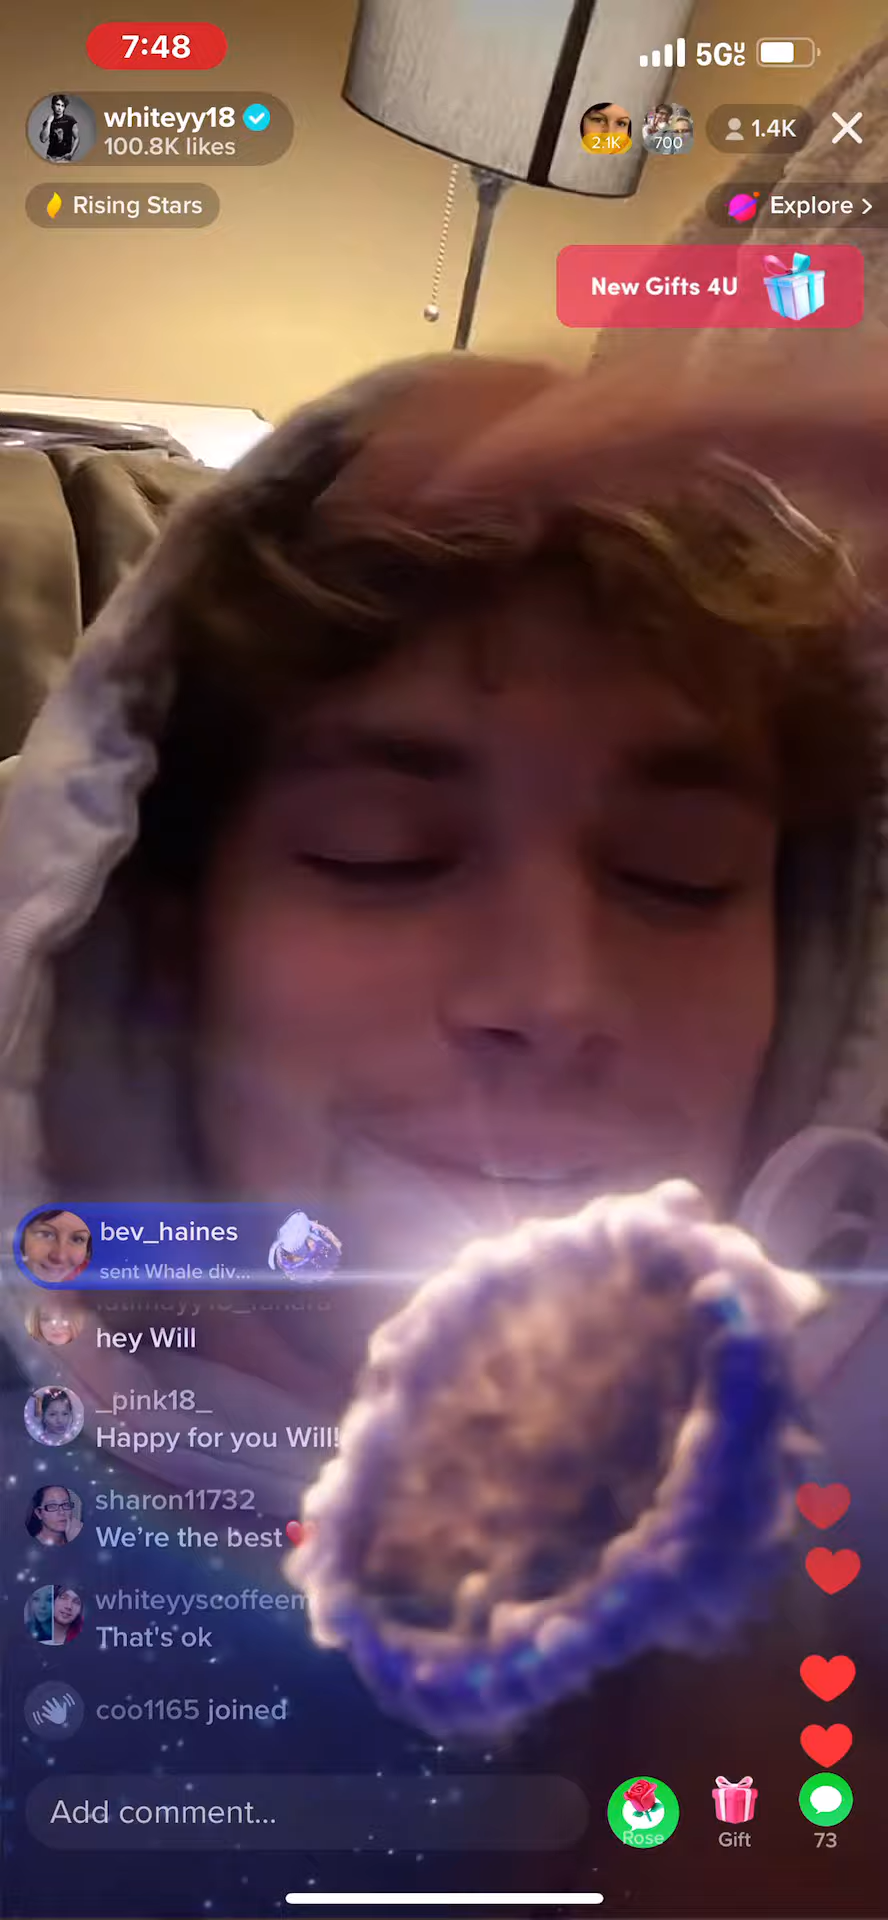 7:48
5G UC
whiteyy18
100.8K likes
2.1K
700
1.4K
Rising Stars
Explore >
New Gifts 4U
bev_haines
sent Whale div...
hey Will
_pink18_
Happy for you Will!
sharon11732
We're the best
whiteyyscoffeem
That's ok
coo1165 joined
Add comment...
Rose
Gift
73